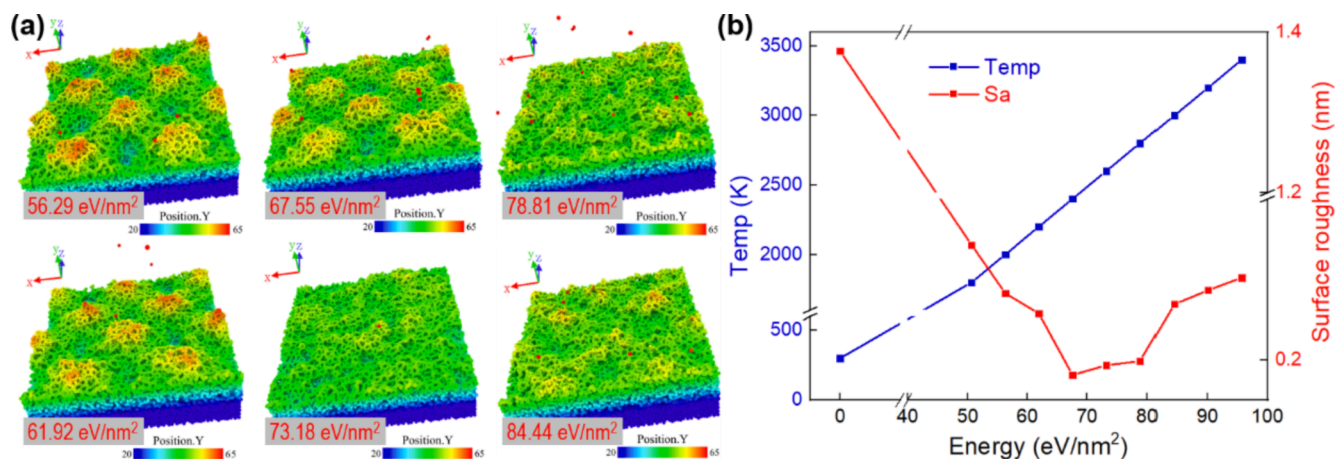 (a)
y z
x
56.29 eV/nm²
Position.Y
20 65
y z
x
67.55 eV/nm²
Position.Y
20 65
y z
x
78.81 eV/nm²
Position.Y
20 65
y z
x
61.92 eV/nm²
Position.Y
20 65
y z
x
73.18 eV/nm²
Position.Y
20 65
y z
x
84.44 eV/nm²
Position.Y
20 65
(b)
Temp
Sa
Temp (K)
3500
3000
2500
2000
500
0
0 40 50 60 70 80 90 100
Energy (eV/nm²)
1.4
1.2
0.2
Surface roughness (nm)